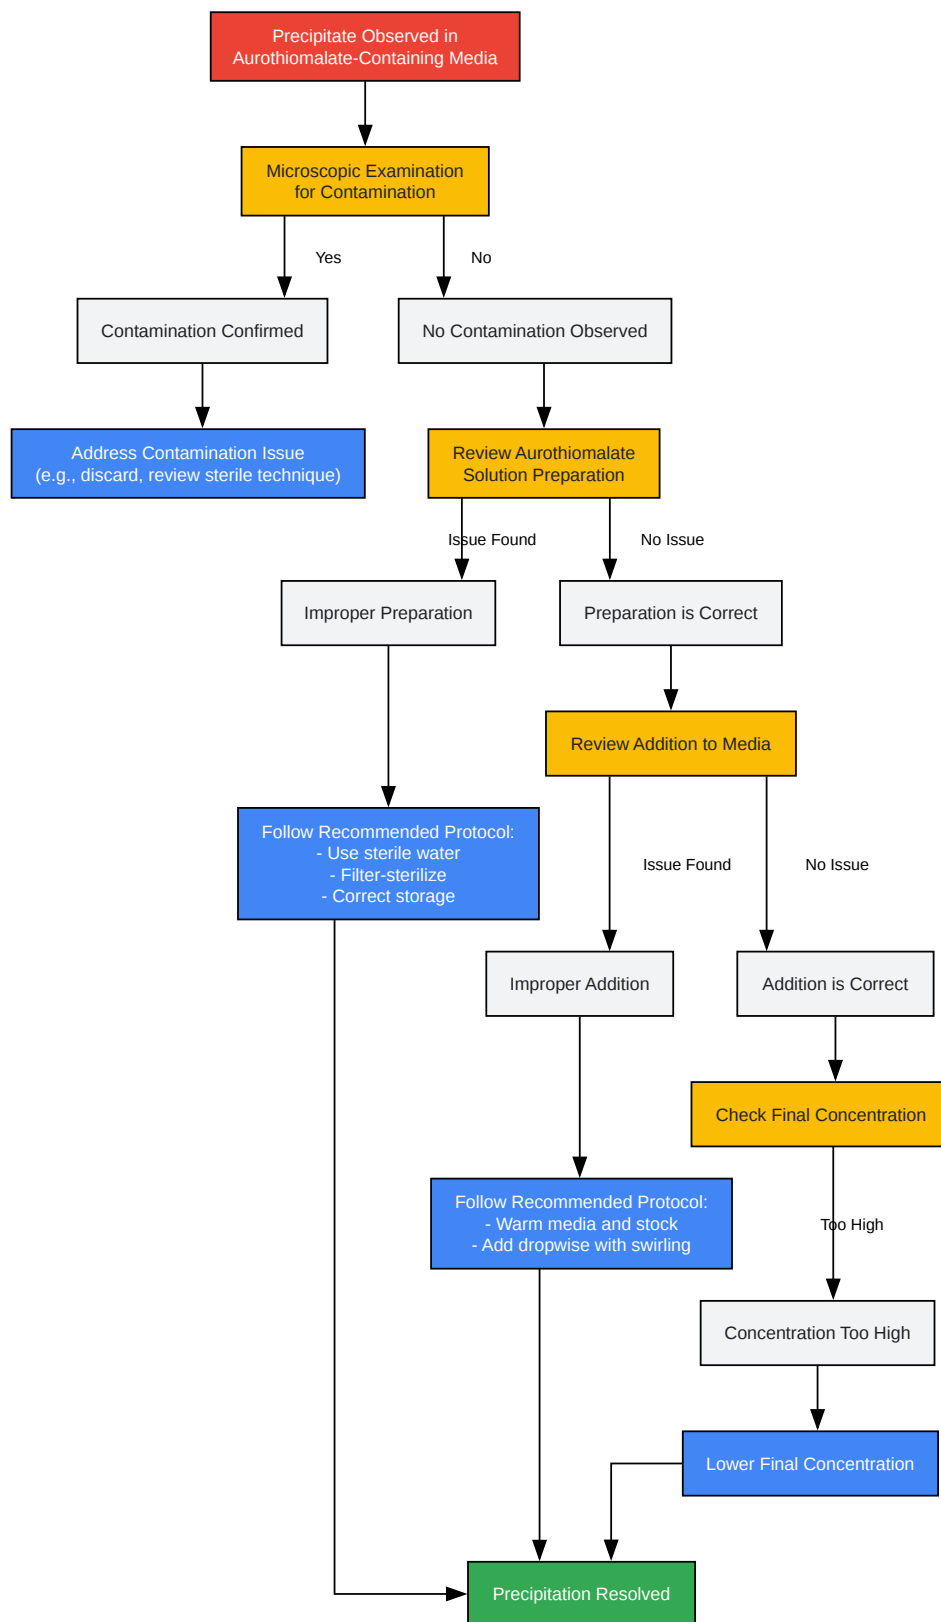 Precipitate Observed in
Aurothiomalate-Containing Media
Microscopic Examination
for Contamination
Yes
No
Contamination Confirmed
No Contamination Observed
Address Contamination Issue
(e.g., discard, review sterile technique)
Review Aurothiomalate
Solution Preparation
Issue Found
No Issue
Improper Preparation
Preparation is Correct
Review Addition to Media
Follow Recommended Protocol:
- Use sterile water
- Filter-sterilize
- Correct storage
Issue Found
No Issue
Improper Addition
Addition is Correct
Check Final Concentration
Follow Recommended Protocol:
- Warm media and stock
- Add dropwise with swirling
Too High
Concentration Too High
Lower Final Concentration
Precipitation Resolved